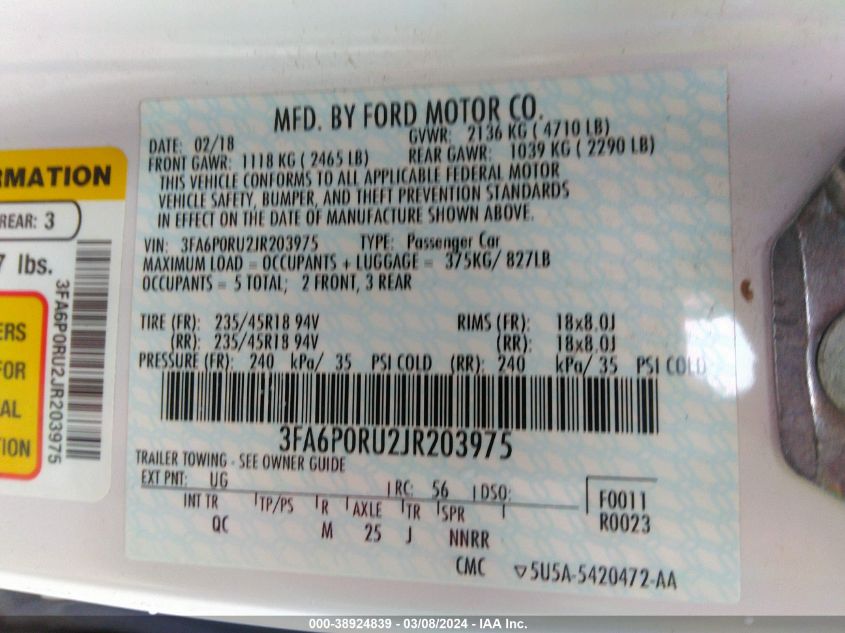 MFD. BY FORD MOTOR CO.
DATE: 02/18 GVWR: 2136 KG ( 4710 LB)
FRONT GAWR: 1118 KG ( 2465 LB) REAR GAWR: 1039 KG ( 2290 LB)
THIS VEHICLE CONFORMS TO ALL APPLICABLE FEDERAL MOTOR
VEHICLE SAFETY, BUMPER, AND THEFT PREVENTION STANDARDS
IN EFFECT ON THE DATE OF MANUFACTURE SHOWN ABOVE.
VIN: 3FA6P0RU2JR203975 TYPE: Passenger Car
MAXIMUM LOAD = OCCUPANTS + LUGGAGE = 375KG/ 827LB
OCCUPANTS = 5 TOTAL; 2 FRONT, 3 REAR
TIRE (FR): 235/45R18 94V RIMS (FR): 18x8.0J
(RR): 235/45R18 94V (RR): 18x8.0J
PRESSURE (FR): 240 kPa/ 35 PSI COLD (RR): 240 kPa/ 35 PSI COLD
3FA6P0RU2JR203975
TRAILER TOWING - SEE OWNER GUIDE
EXT PNT: UG RC: 56 DSO:
INT TR TP/PS R AXLE TR SPR
QC M 25 J NNRR
F0011
R0023
CMC ▽5U5A-5420472-AA
RMATION
REAR: 3
7 lbs.
3FA6P0RU2JR203975
ERS
FOR
AL
TION
000-38924839 - 03/08/2024 - IAA Inc.